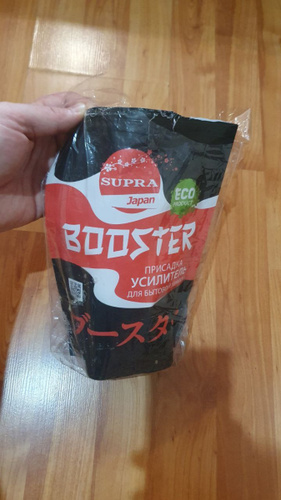 SUPRA
Japan
ECO
BOOSTER
ПРИСАДКА
УСИЛИТЕЛЬ
ДЛЯ
ブースタ